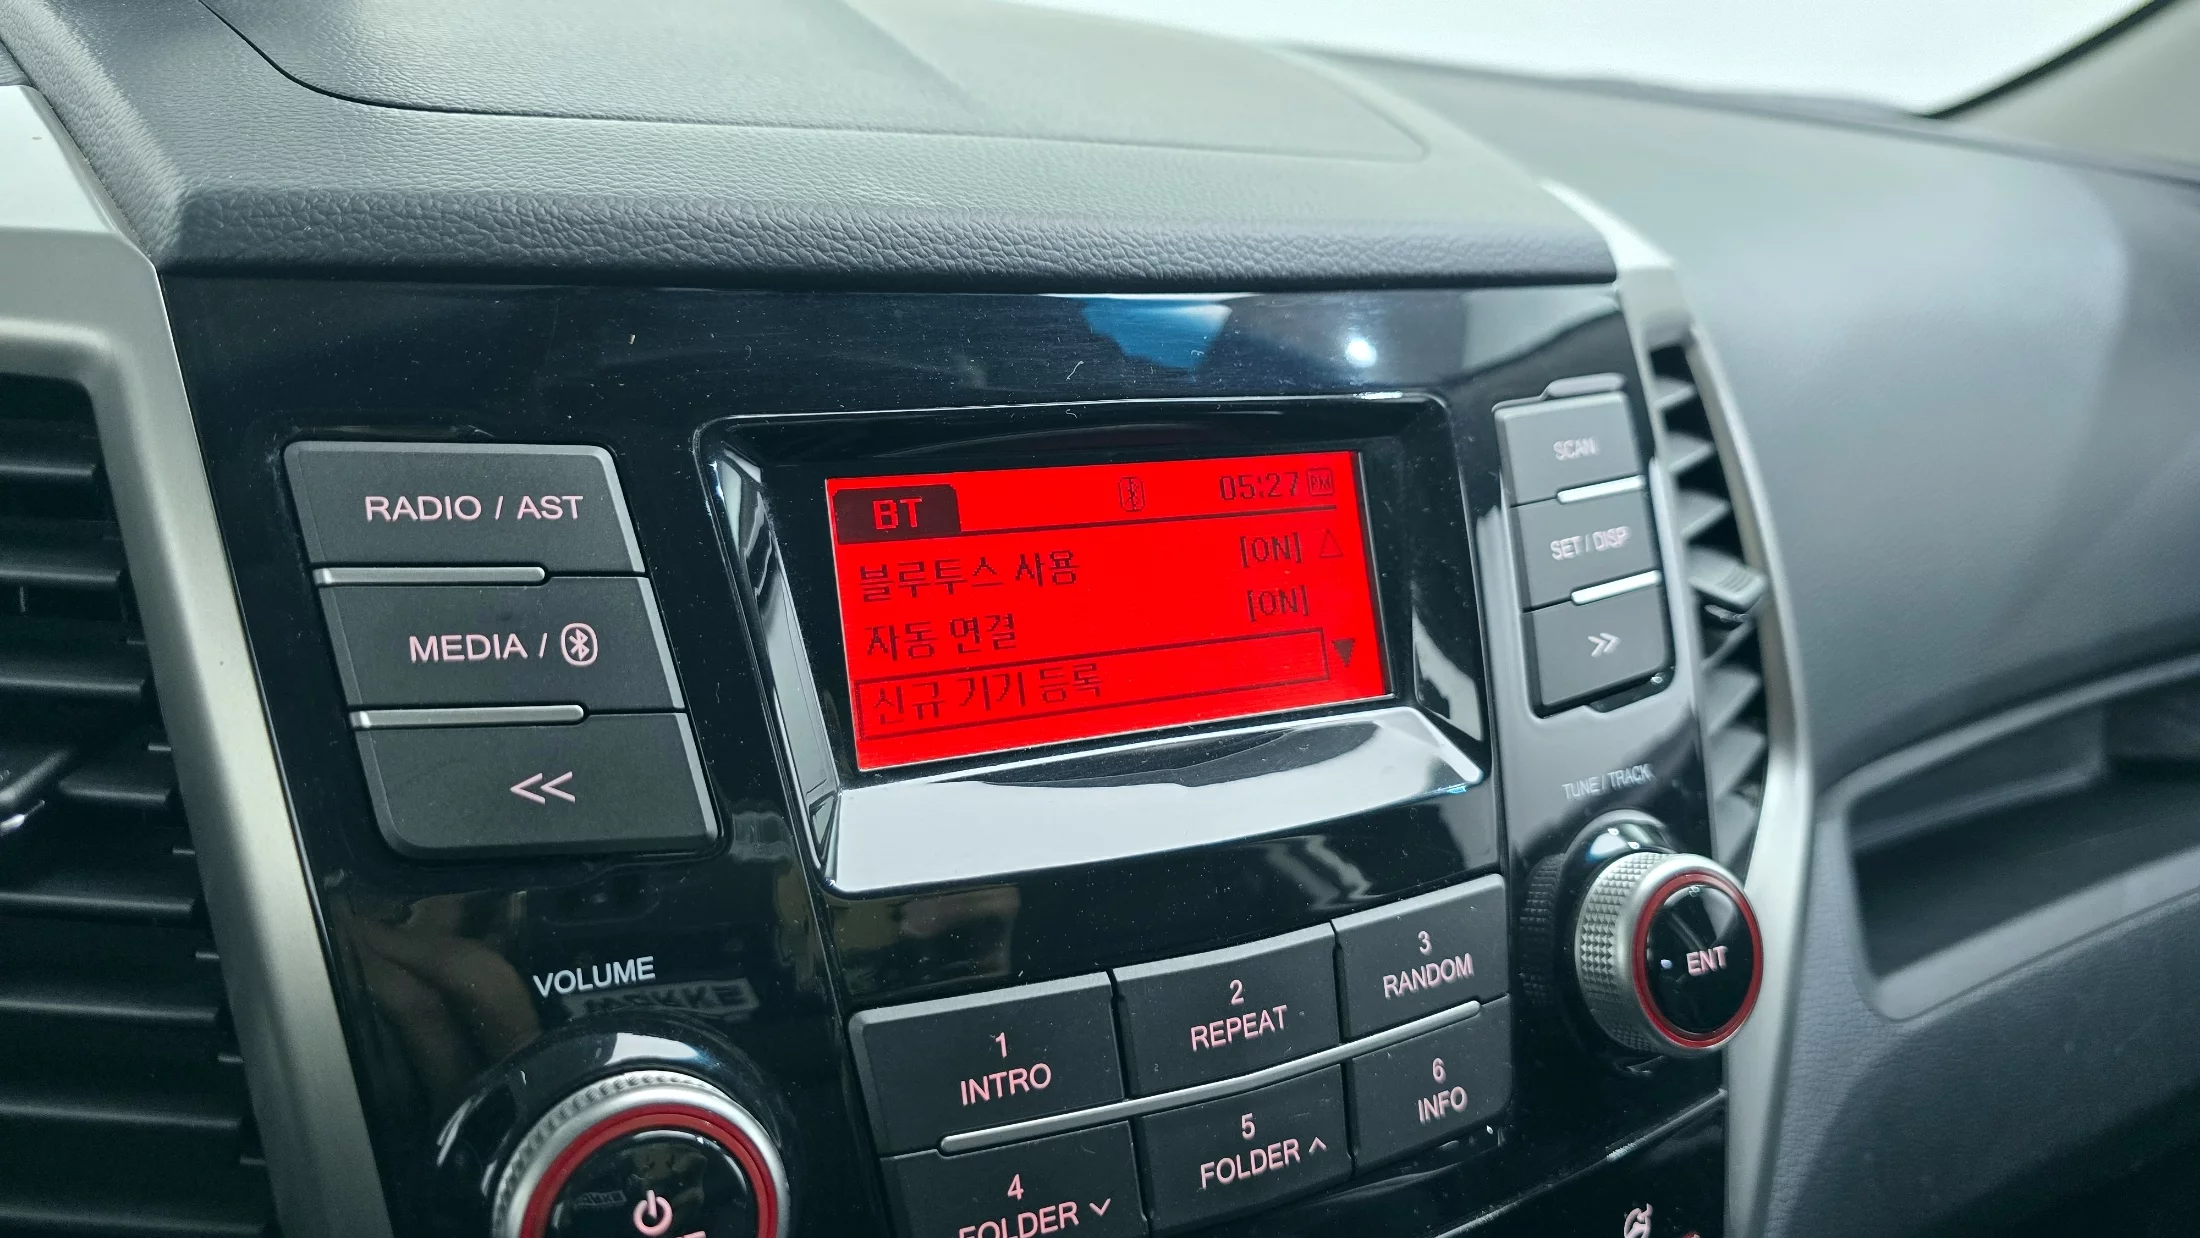 BT 05:27 PM
블루투스 사용 [ON] △
자동 연결 [ON]
신규 기기 등록 ▼
RADIO / AST
MEDIA /
<<
SCAN
SET / DISP
>>
TUNE / TRACK
ENT
VOLUME
1
INTRO
2
REPEAT
3
RANDOM
4
FOLDER ∨
5
FOLDER ∧
6
INFO